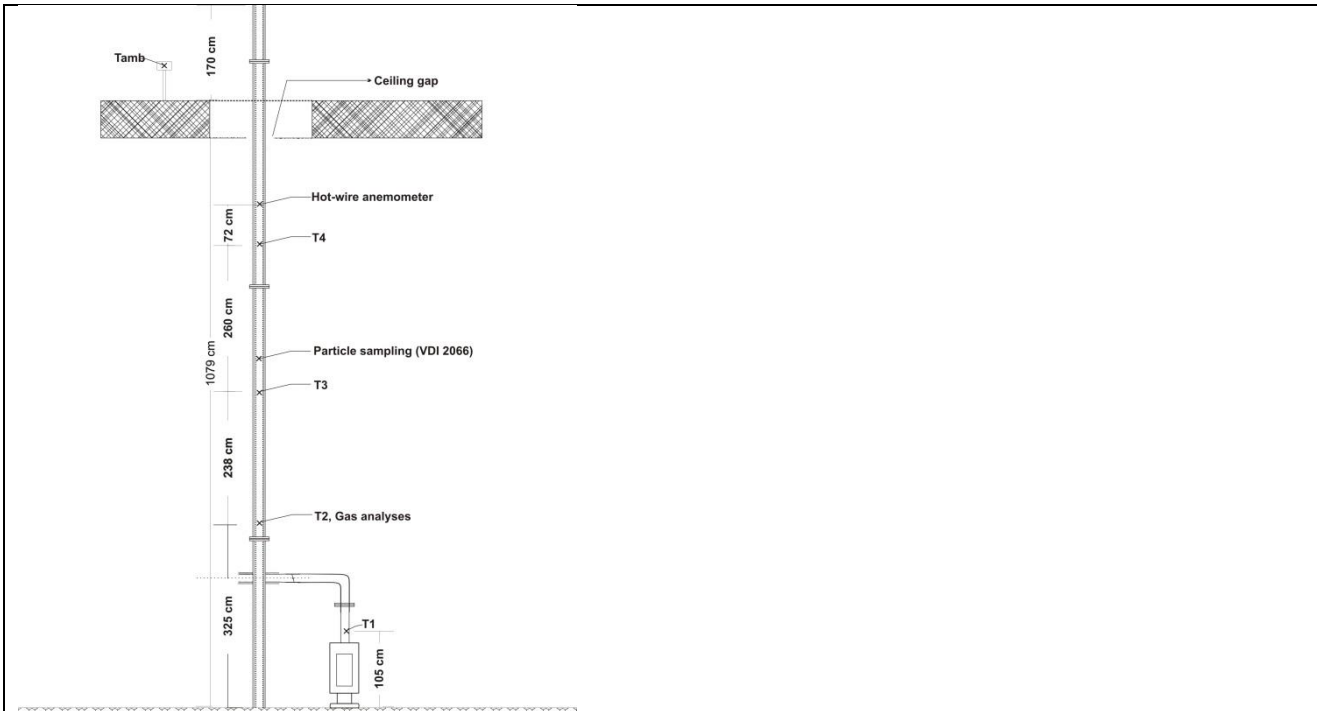 170 cm
Tamb
Ceiling gap
Hot-wire anemometer
72 cm
T4
260 cm
Particle sampling (VDI 2066)
1079 cm
T3
238 cm
T2, Gas analyses
325 cm
T1
105 cm